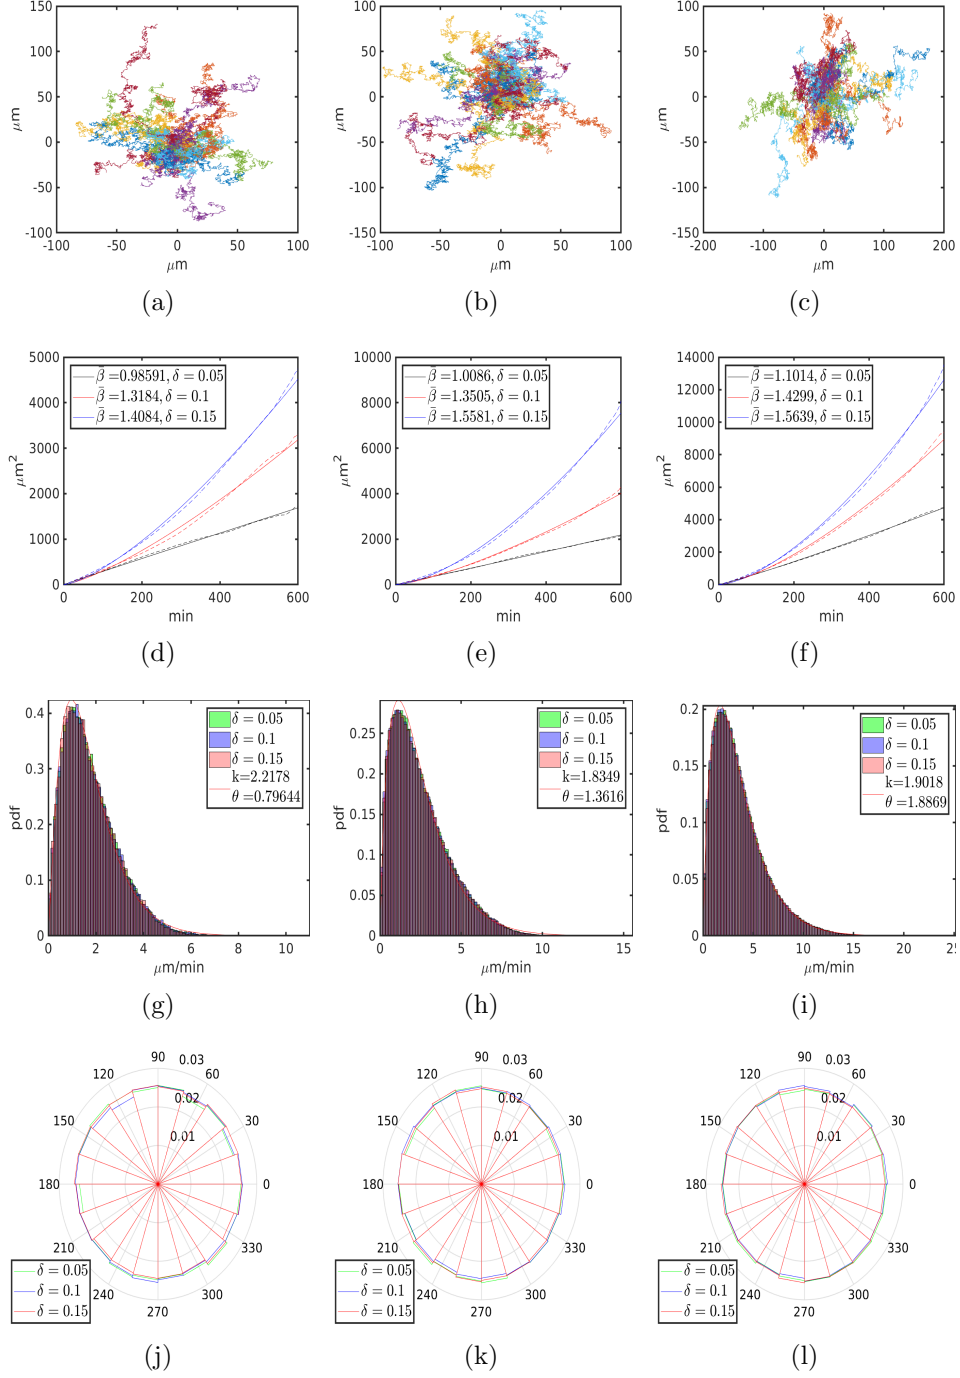 150
100
50
0
-50
-100
μm
-100
-50
0
50
100
μm
(a)
100
50
0
-50
-100
-150
μm
-100
-50
0
50
100
μm
(b)
100
50
0
-50
-100
-150
μm
-200
-100
0
100
200
μm
(c)
5000
4000
3000
2000
1000
0
μm²
β̄ =0.98591, δ = 0.05
β̄ =1.3184, δ = 0.1
β̄ =1.4084, δ = 0.15
0
200
400
600
min
(d)
10000
8000
6000
4000
2000
0
μm²
β̄ =1.0086, δ = 0.05
β̄ =1.3505, δ = 0.1
β̄ =1.5581, δ = 0.15
0
200
400
600
min
(e)
14000
12000
10000
8000
6000
4000
2000
0
μm²
β̄ =1.1014, δ = 0.05
β̄ =1.4299, δ = 0.1
β̄ =1.5639, δ = 0.15
0
200
400
600
min
(f)
0.4
0.3
0.2
0.1
0
pdf
δ = 0.05
δ = 0.1
δ = 0.15
k=2.2178
θ =0.79644
0
2
4
6
8
10
μm/min
(g)
0.25
0.2
0.15
0.1
0.05
0
pdf
δ = 0.05
δ = 0.1
δ = 0.15
k=1.8349
θ =1.3616
0
5
10
15
μm/min
(h)
0.2
0.15
0.1
0.05
0
pdf
δ = 0.05
δ = 0.1
δ = 0.15
k=1.9018
θ =1.8869
0
5
10
15
20
25
μm/min
(i)
90
0.03
120
60
0.02
150
30
0.01
180
0
210
330
240
300
270
δ = 0.05
δ = 0.1
δ = 0.15
(j)
90
0.03
120
60
0.02
150
30
0.01
180
0
210
330
240
300
270
δ = 0.05
δ = 0.1
δ = 0.15
(k)
90
0.03
120
60
0.02
150
30
0.01
180
0
210
330
240
300
270
δ = 0.05
δ = 0.1
δ = 0.15
(l)